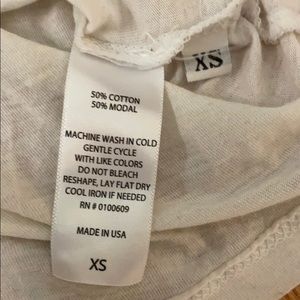 XS
50% COTTON
50% MODAL
MACHINE WASH IN COLD
GENTLE CYCLE
WITH LIKE COLORS
DO NOT BLEACH
RESHAPE, LAY FLAT DRY
COOL IRON IF NEEDED
RN # 0100609
MADE IN USA
XS